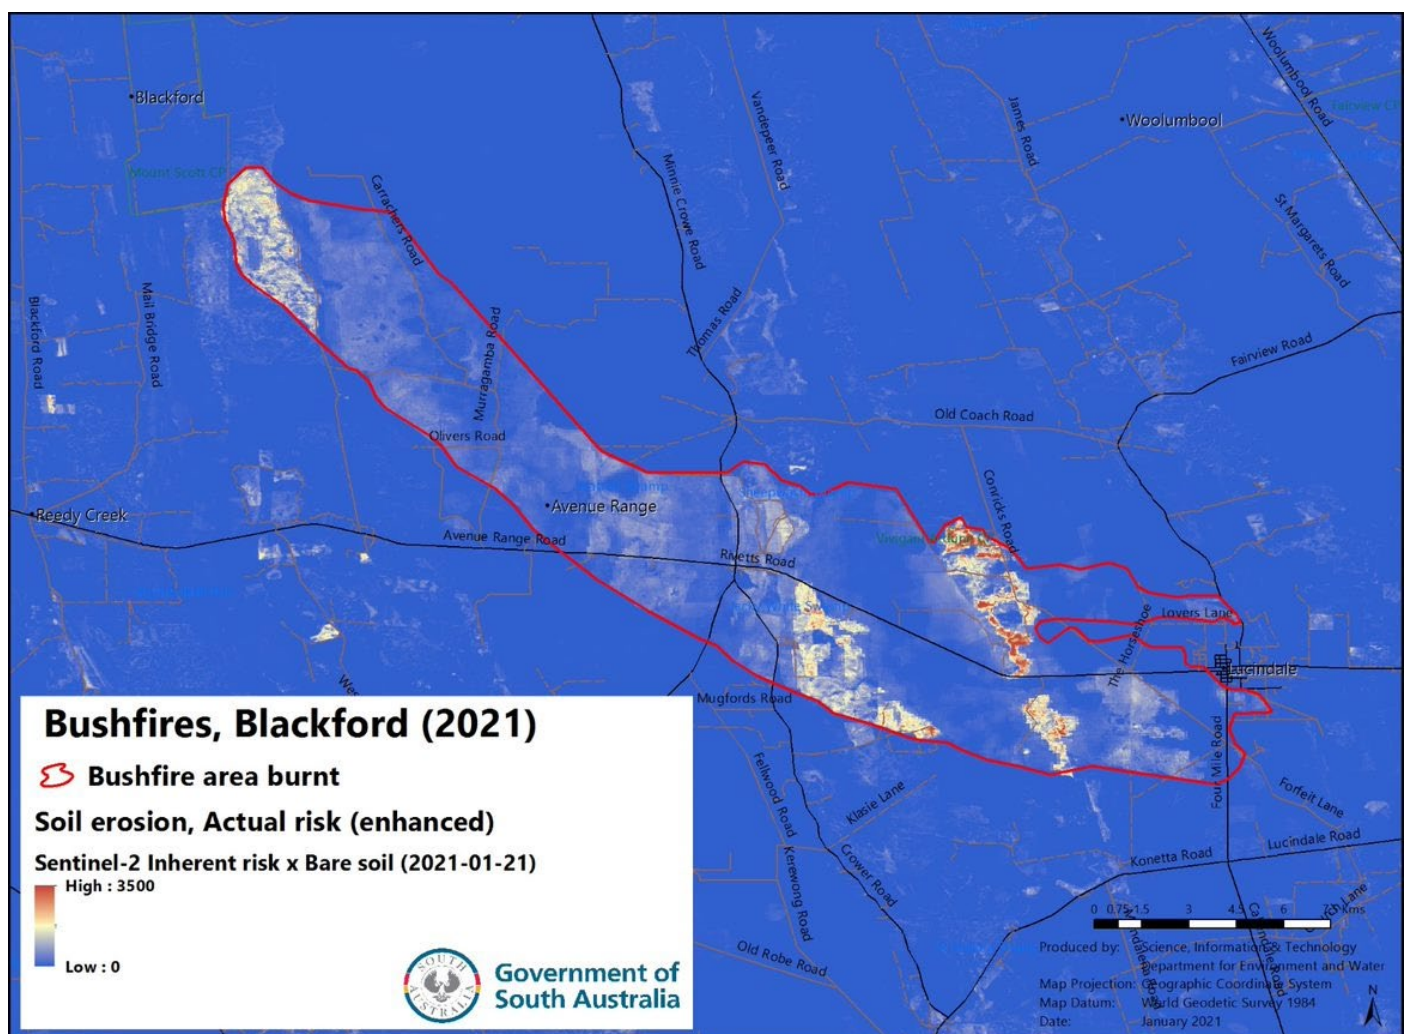 Blackford
Mount Scott CP
Carrachers Road
Minnie Crowe Road
Vandepeer Road
James Road
Woolumbool
Woolumbool Road
Fairview CP
St Margarets Road
Blackford Road
Mail Bridge Road
Murragamba Road
Thomas Road
Fairview Road
Old Coach Road
Olivers Road
Conricks Road
Reedy Creek
Avenue Range
Avenue Range Road
Rivetts Road
Lovers Lane
The Horseshoe
Lucindale
Mugfords Road
Four Mile Road
Fellwood Road
Klasie Lane
Forfeit Lane
Kerewong Road
Crower Road
Konetta Road
Lucindale Road
Old Robe Road
Bushfires, Blackford (2021)
Bushfire area burnt
Soil erosion, Actual risk (enhanced)
Sentinel-2 Inherent risk x Bare soil (2021-01-21)
High : 3500
Low : 0
SOUTH AUSTRALIA
Government of
South Australia
0 0.75 1.5 3 4.5 6 Kms
Produced by: Science, Information & Technology
Department for Environment and Water
Map Projection: Geographic Coordinate System
Map Datum: World Geodetic Survey 1984
Date: January 2021
N